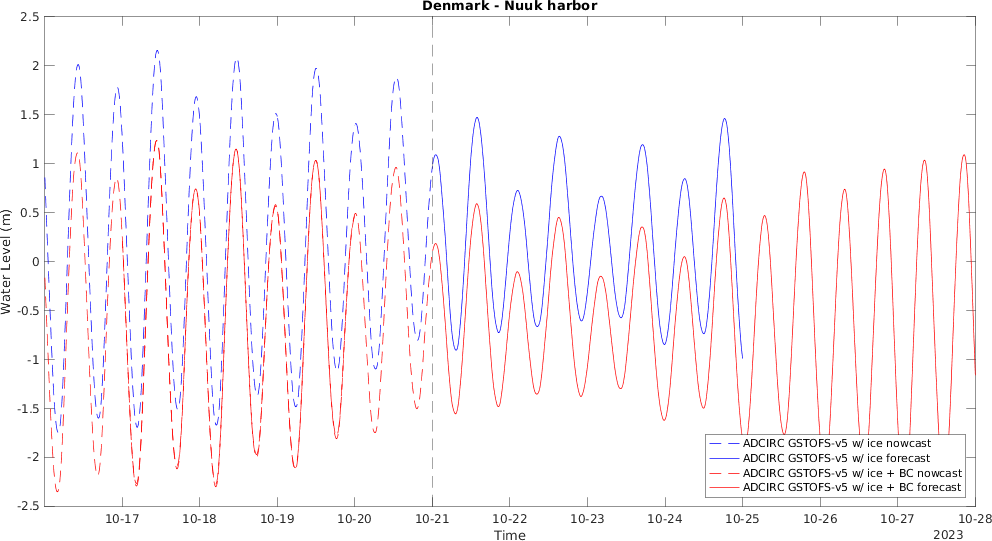 Denmark - Nuuk harbor
2.5
2
1.5
1
0.5
0
-0.5
-1
-1.5
-2
-2.5
Water Level (m)
ADCIRC GSTOFS-v5 w/ ice nowcast
ADCIRC GSTOFS-v5 w/ ice forecast
ADCIRC GSTOFS-v5 w/ ice + BC nowcast
ADCIRC GSTOFS-v5 w/ ice + BC forecast
10-17 10-18 10-19 10-20 10-21 10-22 10-23 10-24 10-25 10-26 10-27 10-28
Time
2023